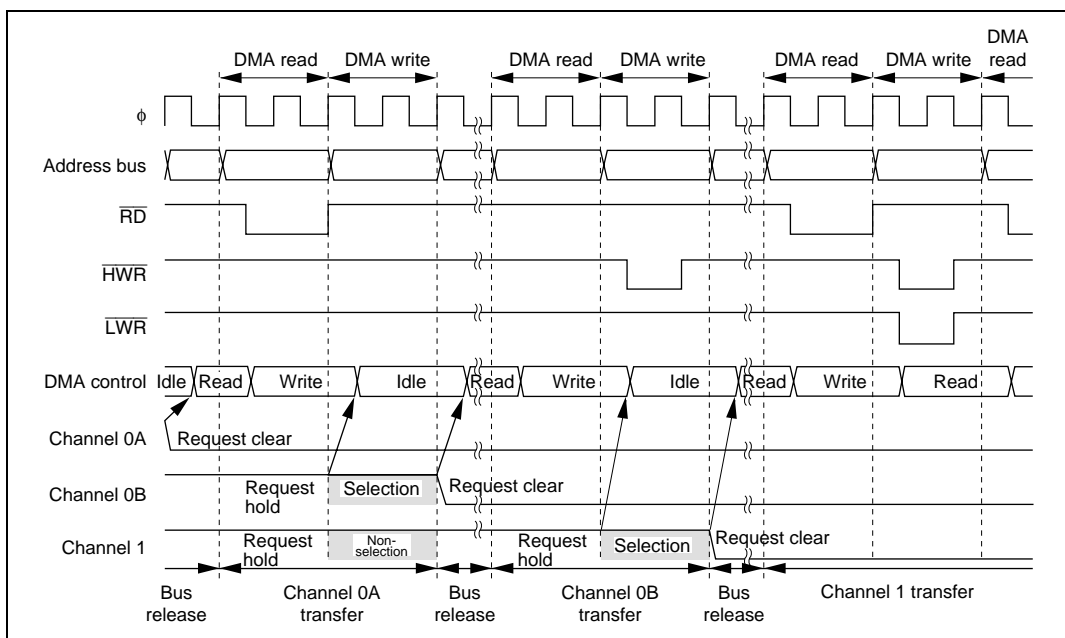 DMA
DMA read DMA write DMA read DMA write DMA read DMA write read
φ
Address bus
RD
HWR
LWR
DMA control Idle Read Write Idle Read Write Idle Read Write Read
Channel 0A Request clear
Channel 0B Request hold Selection Request clear
Channel 1 Request hold Non-selection Request hold Selection Request clear
Bus release Channel 0A transfer Bus release Channel 0B transfer Bus release Channel 1 transfer